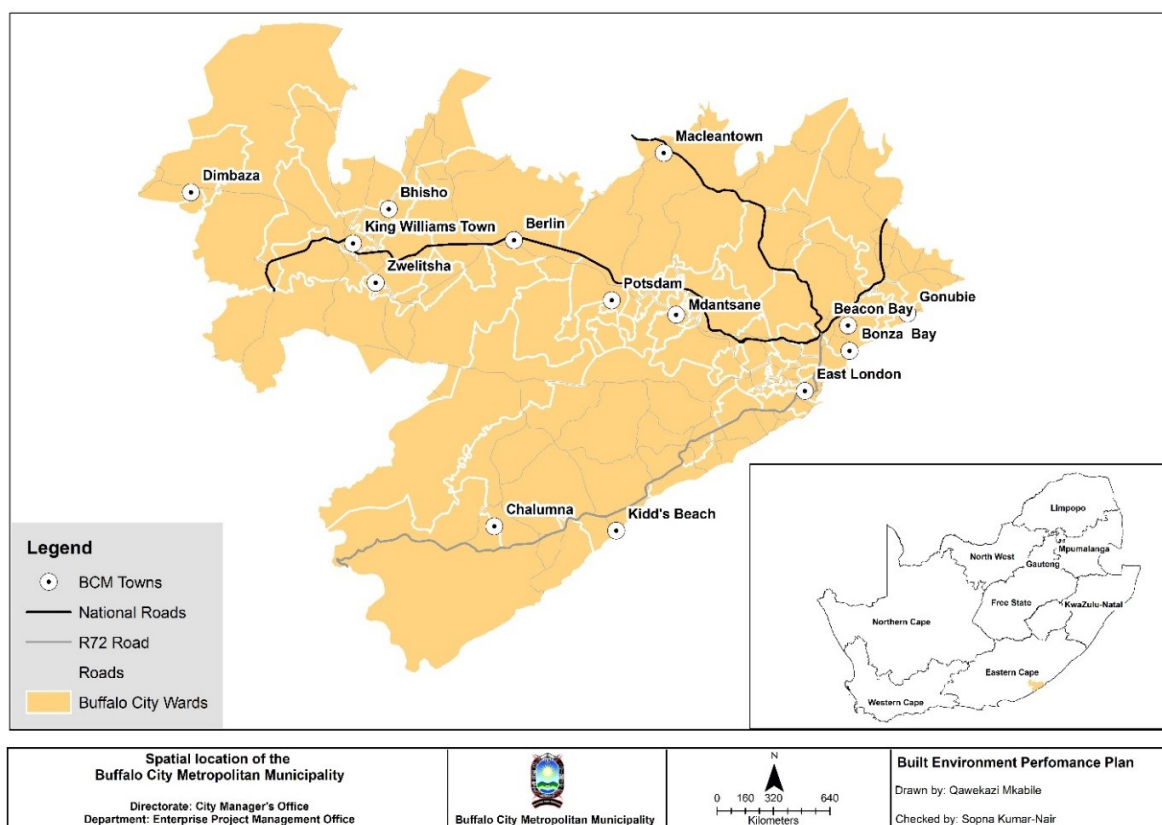 Macleantown
Dimbaza
Bhisho
King Williams Town
Berlin
Zwelitsha
Potsdam
Mdantsane
Gonubie
Beacon Bay
Bonza Bay
East London
Chalumna
Kidd's Beach
Legend
BCM Towns
National Roads
R72 Road
Roads
Buffalo City Wards
Limpopo
North West
Mpumalanga
Gauteng
Free State
KwaZulu-Natal
Northern Cape
Eastern Cape
Western Cape
Spatial location of the
Buffalo City Metropolitan Municipality
Directorate: City Manager's Office
Department: Enterprise Project Management Office
Buffalo City Metropolitan Municipality
N
0 160 320 640
Kilometers
Built Environment Perfomance Plan
Drawn by: Qawekazi Mkabile
Checked by: Sopna Kumar-Nair